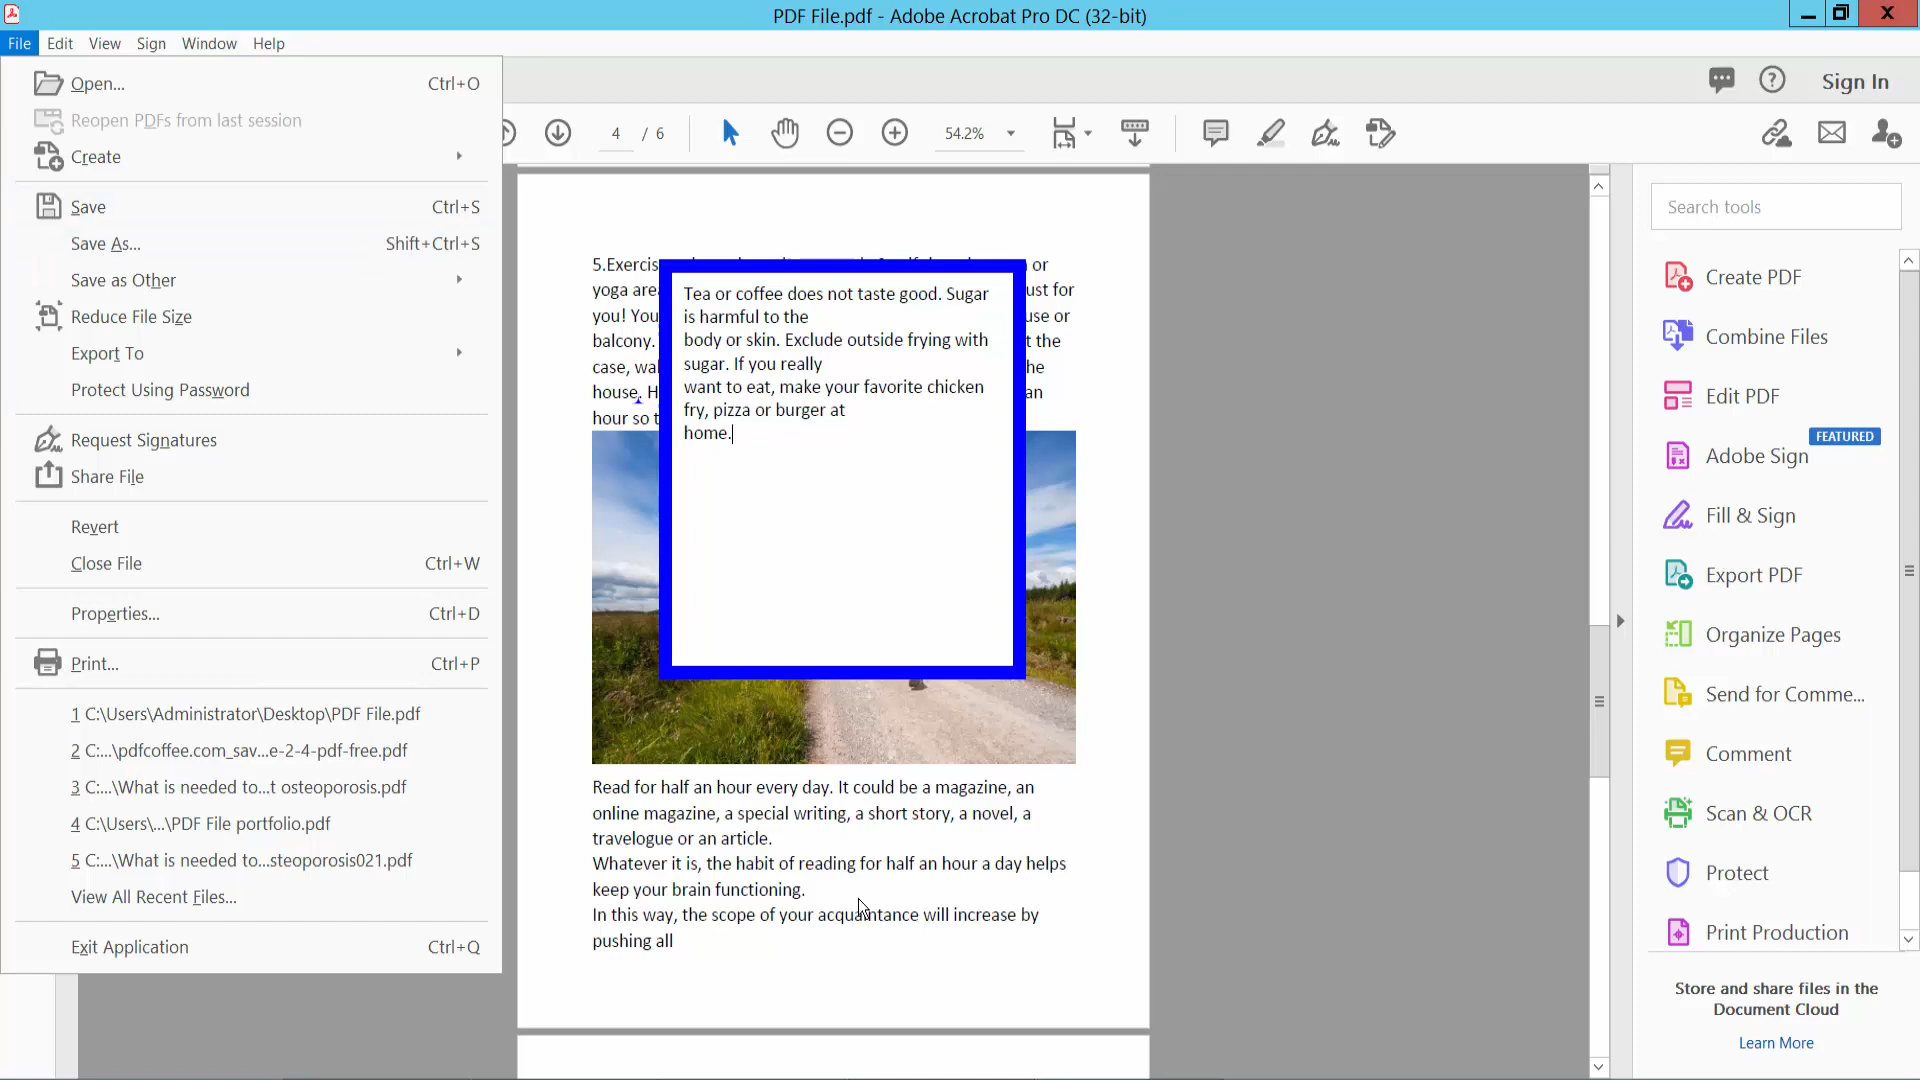 PDF File.pdf - Adobe Acrobat Pro DC (32-bit)
File Edit View Sign Window Help
Open... Ctrl+O
Reopen PDFs from last session
Create
Save Ctrl+S
Save As... Shift+Ctrl+S
Save as Other
Reduce File Size
Export To
Protect Using Password
Request Signatures
Share File
Revert
Close File Ctrl+W
Properties... Ctrl+D
Print... Ctrl+P
1 C:\Users\Administrator\Desktop\PDF File.pdf
2 C:...\pdfcoffee.com_sav...e-2-4-pdf-free.pdf
3 C:...\What is needed to...t osteoporosis.pdf
4 C:\Users\...\PDF File portfolio.pdf
5 C:...\What is needed to...steoporosis021.pdf
View All Recent Files...
Exit Application Ctrl+Q
Sign In
4 / 6 54.2%
5.Exercis or
yoga area ust for
you! You use or
balcony. t the
case, wal he
house. H an
hour so t
Tea or coffee does not taste good. Sugar
is harmful to the
body or skin. Exclude outside frying with
sugar. If you really
want to eat, make your favorite chicken
fry, pizza or burger at
home.
Read for half an hour every day. It could be a magazine, an
online magazine, a special writing, a short story, a novel, a
travelogue or an article.
Whatever it is, the habit of reading for half an hour a day helps
keep your brain functioning.
In this way, the scope of your acquaintance will increase by
pushing all
Search tools
Create PDF
Combine Files
Edit PDF
FEATURED
Adobe Sign
Fill & Sign
Export PDF
Organize Pages
Send for Comme...
Comment
Scan & OCR
Protect
Print Production
Store and share files in the
Document Cloud
Learn More